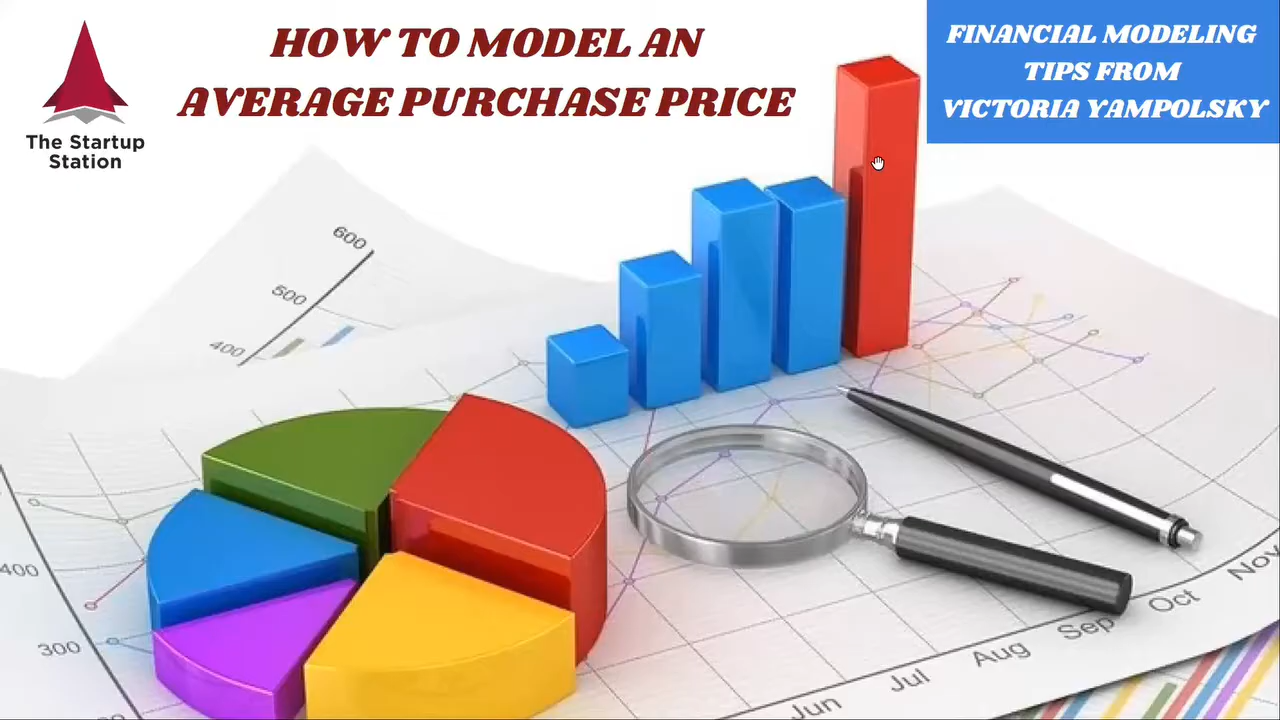 The Startup
Station
HOW TO MODEL AN
AVERAGE PURCHASE PRICE
FINANCIAL MODELING
TIPS FROM
VICTORIA YAMPOLSKY
600
500
400
400
300
Jun
Jul
Aug
Sep
Oct
Nov